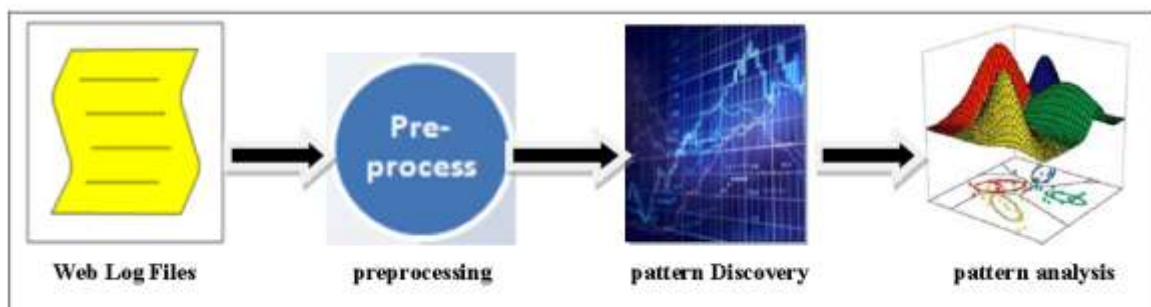 Pre-
process
Web Log Files
preprocessing
pattern Discovery
pattern analysis